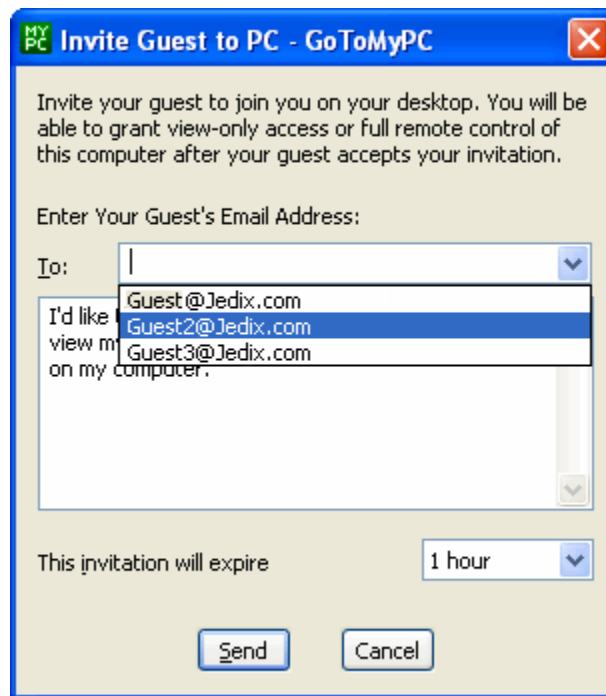 MY PC Invite Guest to PC - GoToMyPC
Invite your guest to join you on your desktop. You will be
able to grant view-only access or full remote control of
this computer after your guest accepts your invitation.
Enter Your Guest's Email Address:
To:
Guest@Jedix.com
Guest2@Jedix.com
Guest3@Jedix.com
I'd like
view
on my computer.
This invitation will expire
1 hour
Send
Cancel